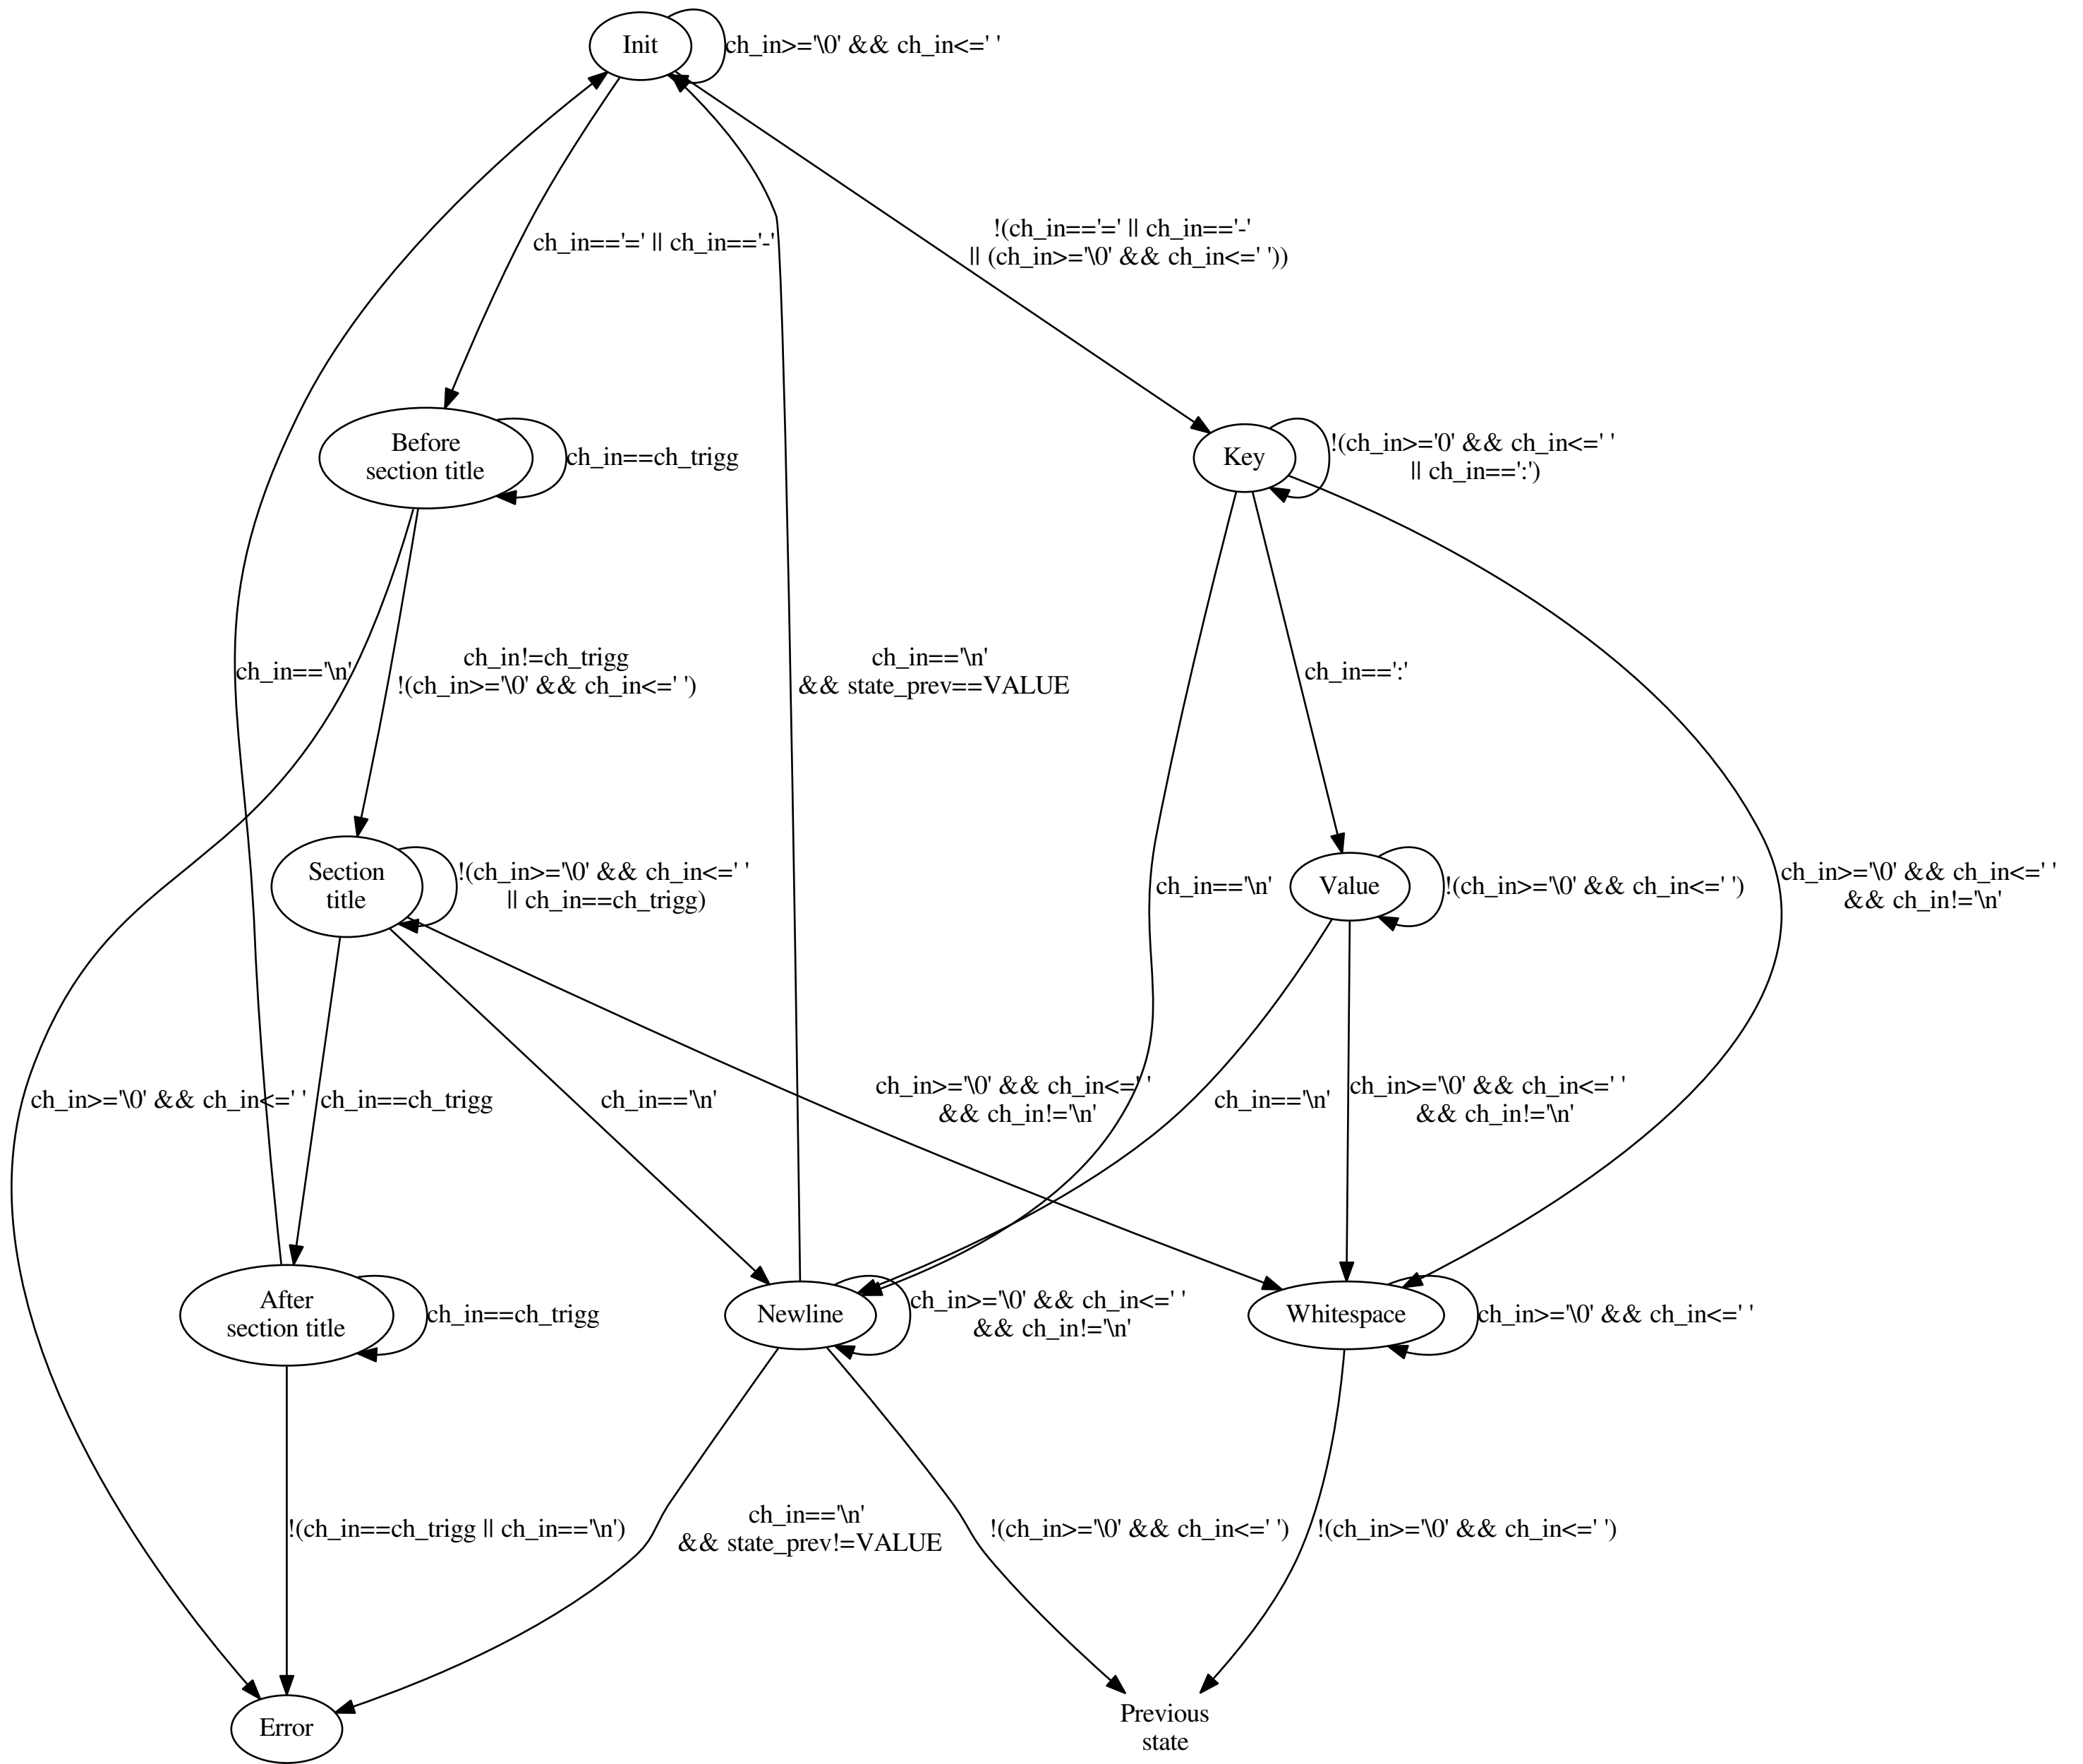 Init
ch_in>='\0' && ch_in<=' '
ch_in=='=' || ch_in=='-'
!(ch_in=='=' || ch_in=='-'
|| (ch_in>='\0' && ch_in<=' '))
Before
section title
ch_in==ch_trigg
Key
!(ch_in>='0' && ch_in<=' '
|| ch_in==':')
ch_in=='\n'
ch_in!=ch_trigg
!(ch_in>='\0' && ch_in<=' ')
ch_in=='\n'
&& state_prev==VALUE
ch_in==':'
Section
title
!(ch_in>='\0' && ch_in<=' '
|| ch_in==ch_trigg)
ch_in=='\n'
Value
!(ch_in>='\0' && ch_in<=' ')
ch_in>='\0' && ch_in<=' '
&& ch_in!='\n'
ch_in>='\0' && ch_in<=' '
ch_in==ch_trigg
ch_in=='\n'
ch_in>='\0' && ch_in<=' '
&& ch_in!='\n'
ch_in=='\n'
ch_in>='\0' && ch_in<=' '
&& ch_in!='\n'
After
section title
ch_in==ch_trigg
Newline
ch_in>='\0' && ch_in<=' '
&& ch_in!='\n'
Whitespace
ch_in>='\0' && ch_in<=' '
!(ch_in==ch_trigg || ch_in=='\n')
ch_in=='\n'
&& state_prev!=VALUE
!(ch_in>='\0' && ch_in<=' ')
!(ch_in>='\0' && ch_in<=' ')
Error
Previous
state